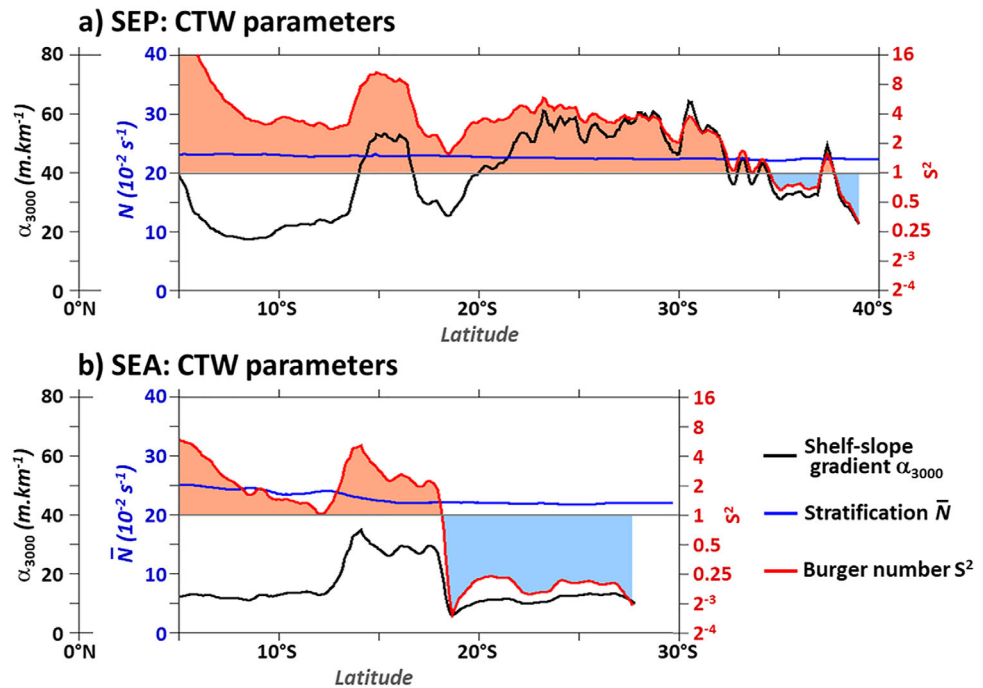 a) SEP: CTW parameters
80
60
40
20
0
α3000 (m.km-1)
40
30
20
10
0
N (10-2 s-1)
16
8
4
2
1
0.5
0.25
2-3
2-4
S2
0°N
10°S
20°S
30°S
40°S
Latitude
b) SEA: CTW parameters
80
60
40
20
0
α3000 (m.km-1)
40
30
20
10
0
N̅ (10-2 s-1)
16
8
4
2
1
0.5
0.25
2-3
2-4
S2
0°N
10°S
20°S
30°S
Latitude
Shelf-slope
gradient α3000
Stratification N̅
Burger number S2